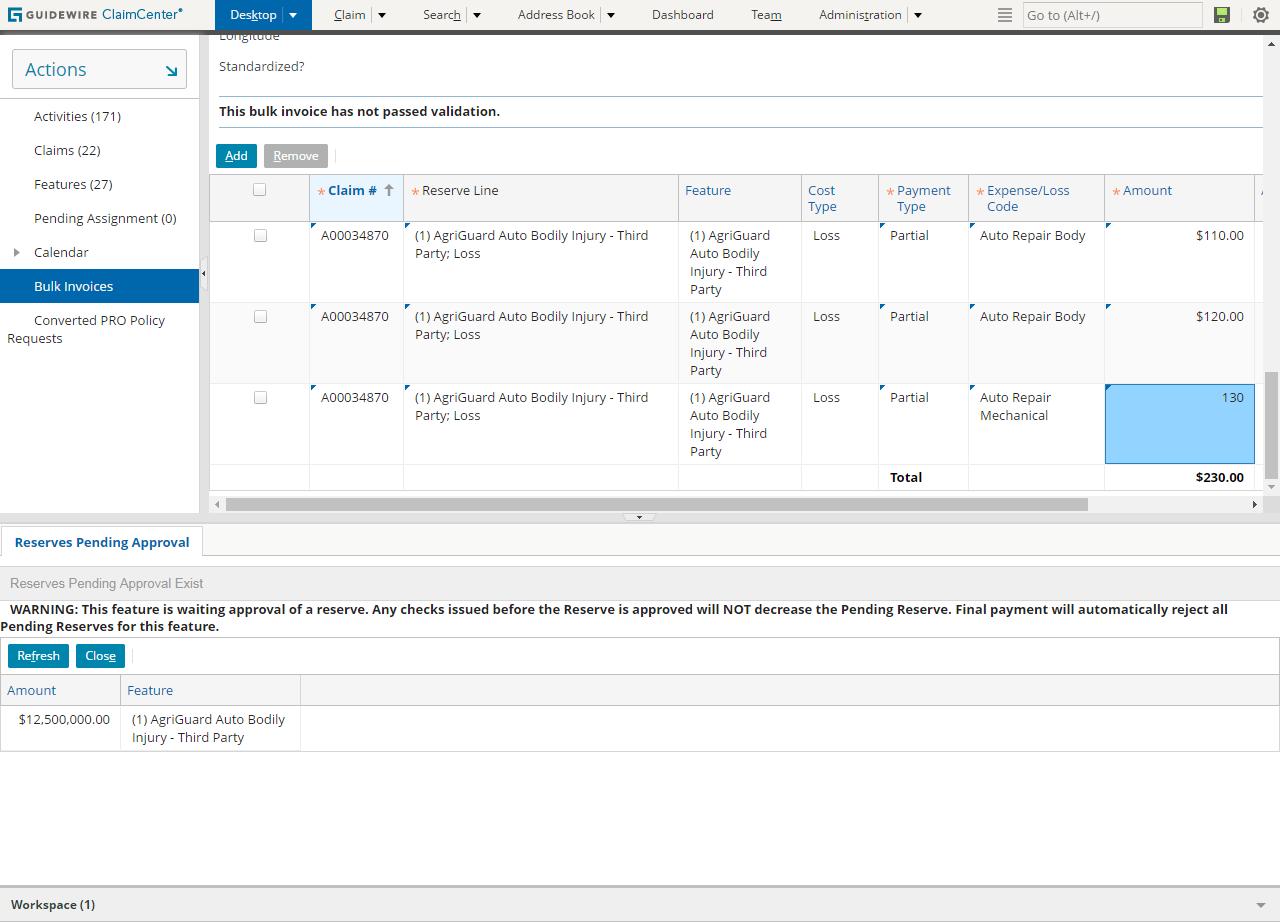 GUIDEWIRE ClaimCenter®
Desktop
Claim
Search
Address Book
Dashboard
Team
Administration
Go to (Alt+/)
Actions
Activities (171)
Claims (22)
Features (27)
Pending Assignment (0)
Calendar
Bulk Invoices
Converted PRO Policy
Requests
Longitude
Standardized?
This bulk invoice has not passed validation.
Add
Remove
* Claim #
* Reserve Line
Feature
Cost
Type
* Payment
Type
* Expense/Loss
Code
* Amount
A00034870
(1) AgriGuard Auto Bodily Injury - Third
Party; Loss
(1) AgriGuard
Auto Bodily
Injury - Third
Party
Loss
Partial
Auto Repair Body
$110.00
A00034870
(1) AgriGuard Auto Bodily Injury - Third
Party; Loss
(1) AgriGuard
Auto Bodily
Injury - Third
Party
Loss
Partial
Auto Repair Body
$120.00
A00034870
(1) AgriGuard Auto Bodily Injury - Third
Party; Loss
(1) AgriGuard
Auto Bodily
Injury - Third
Party
Loss
Partial
Auto Repair
Mechanical
130
Total
$230.00
Reserves Pending Approval
Reserves Pending Approval Exist
WARNING: This feature is waiting approval of a reserve. Any checks issued before the Reserve is approved will NOT decrease the Pending Reserve. Final payment will automatically reject all
Pending Reserves for this feature.
Refresh
Close
Amount
Feature
$12,500,000.00
(1) AgriGuard Auto Bodily
Injury - Third Party
Workspace (1)